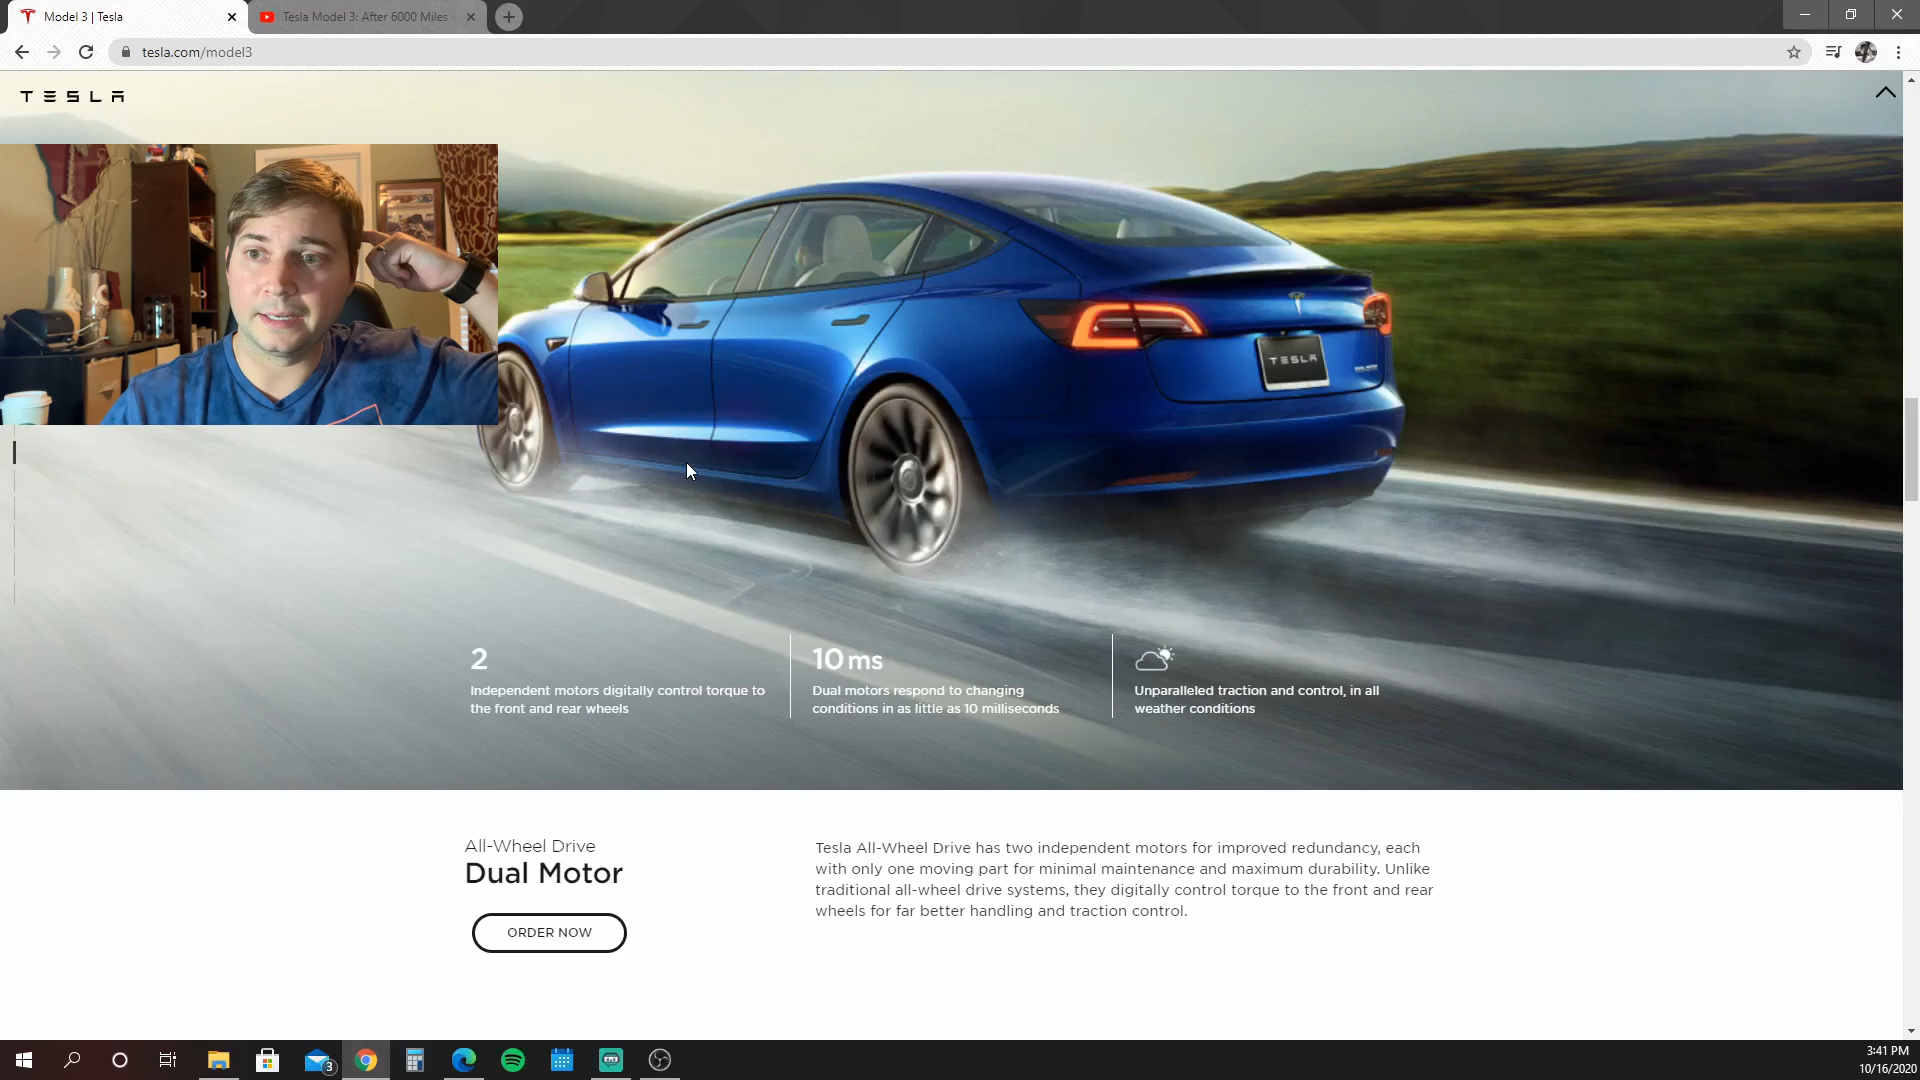 Model 3 | Tesla
Tesla Model 3: After 6000 Miles -
tesla.com/model3
TESLA
TESLA
2
Independent motors digitally control torque to
the front and rear wheels
10 ms
Dual motors respond to changing
conditions in as little as 10 milliseconds
Unparalleled traction and control, in all
weather conditions
All-Wheel Drive
Dual Motor
ORDER NOW
Tesla All-Wheel Drive has two independent motors for improved redundancy, each
with only one moving part for minimal maintenance and maximum durability. Unlike
traditional all-wheel drive systems, they digitally control torque to the front and rear
wheels for far better handling and traction control.
3
3:41 PM
10/16/2020